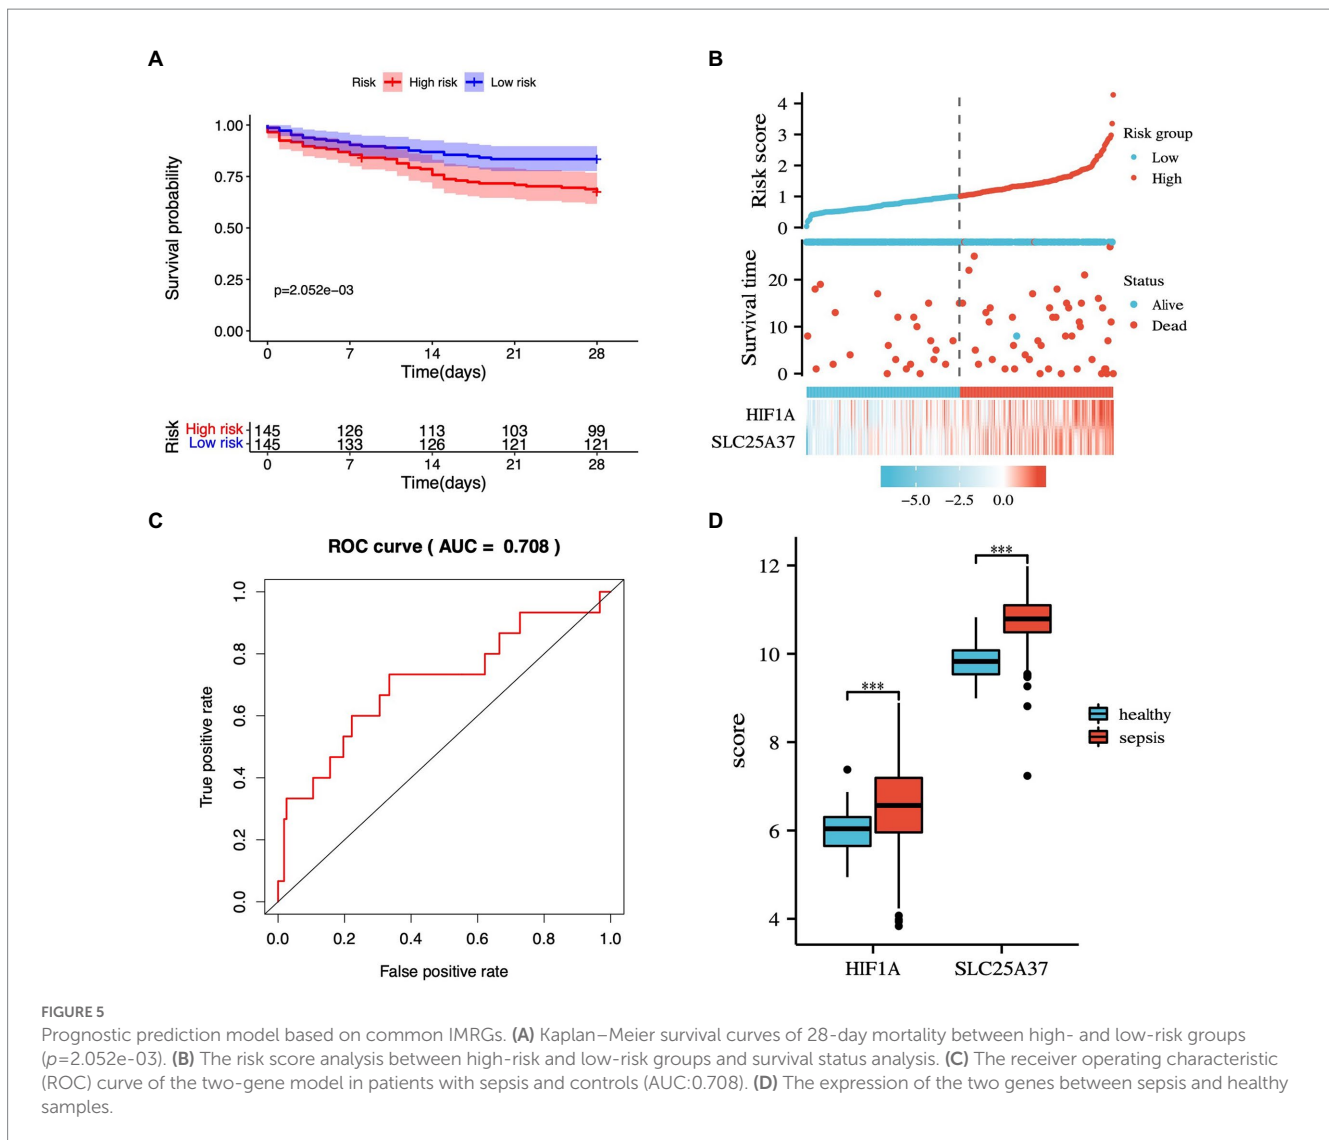 A
Risk High risk Low risk
Survival probability
1.00
0.75
0.50
0.25
0.00
p=2.052e−03
0 7 14 21 28
Time(days)
Risk
High risk 145 126 113 103 99
Low risk 145 133 126 121 121
0 7 14 21 28
Time(days)
B
Risk score
4
3
2
1
0
Risk group
Low
High
Survival time
20
10
0
Status
Alive
Dead
HIF1A
SLC25A37
−5.0 −2.5 0.0
C
ROC curve ( AUC = 0.708 )
True positive rate
1.0
0.8
0.6
0.4
0.2
0.0
0.0 0.2 0.4 0.6 0.8 1.0
False positive rate
D
score
12
10
8
6
4
***
***
healthy
sepsis
HIF1A SLC25A37
FIGURE 5
Prognostic prediction model based on common IMRGs. (A) Kaplan–Meier survival curves of 28-day mortality between high- and low-risk groups
(p=2.052e-03). (B) The risk score analysis between high-risk and low-risk groups and survival status analysis. (C) The receiver operating characteristic
(ROC) curve of the two-gene model in patients with sepsis and controls (AUC:0.708). (D) The expression of the two genes between sepsis and healthy
samples.